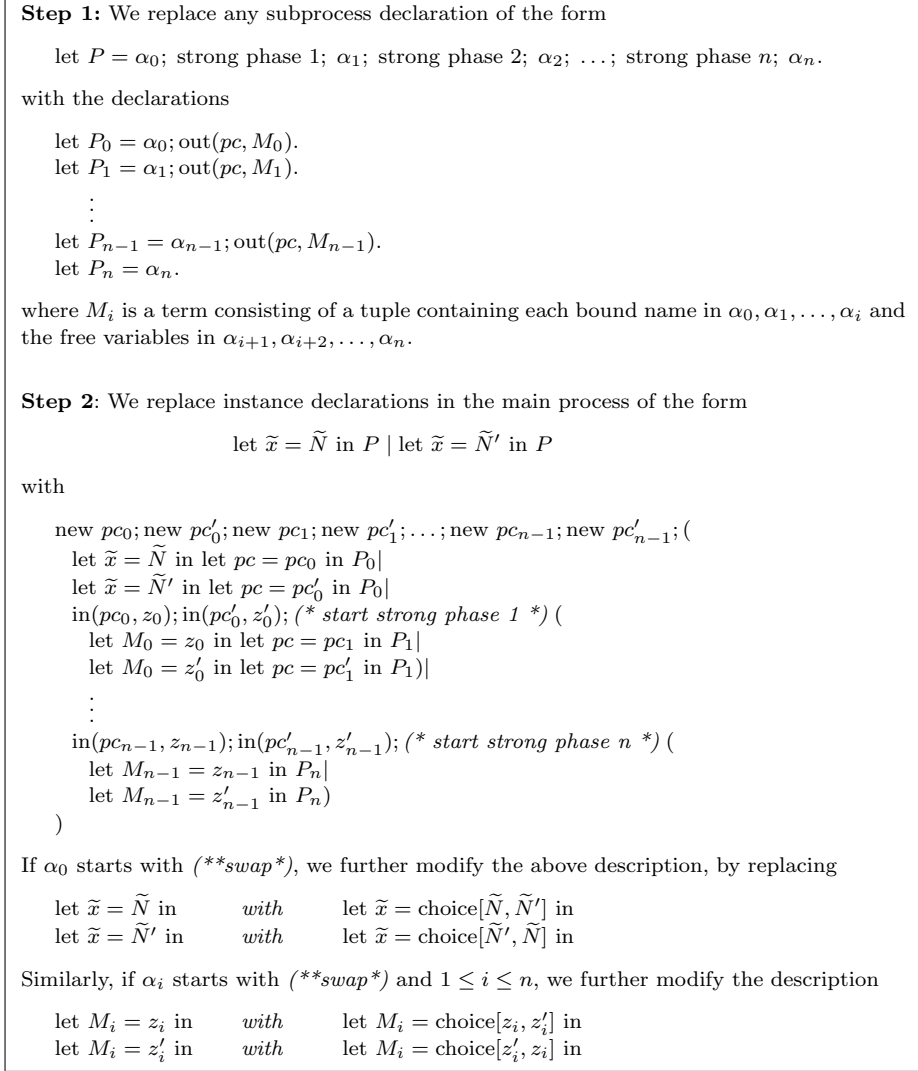 Step 1: We replace any subprocess declaration of the form
let P = α₀; strong phase 1; α₁; strong phase 2; α₂; …; strong phase n; αₙ.
with the declarations
let P₀ = α₀; out(pc, M₀).
let P₁ = α₁; out(pc, M₁).
⋮
let Pₙ₋₁ = αₙ₋₁; out(pc, Mₙ₋₁).
let Pₙ = αₙ.
where Mᵢ is a term consisting of a tuple containing each bound name in α₀, α₁, …, αᵢ and
the free variables in αᵢ₊₁, αᵢ₊₂, …, αₙ.
Step 2: We replace instance declarations in the main process of the form
let x̃ = Ñ in P | let x̃ = Ñ′ in P
with
new pc₀; new pc′₀; new pc₁; new pc′₁; …; new pcₙ₋₁; new pc′ₙ₋₁; (
let x̃ = Ñ in let pc = pc₀ in P₀|
let x̃ = Ñ′ in let pc = pc′₀ in P₀|
in(pc₀, z₀); in(pc′₀, z′₀); (* start strong phase 1 *) (
let M₀ = z₀ in let pc = pc₁ in P₁|
let M₀ = z′₀ in let pc = pc′₁ in P₁)|
⋮
in(pcₙ₋₁, zₙ₋₁); in(pc′ₙ₋₁, z′ₙ₋₁); (* start strong phase n *) (
let Mₙ₋₁ = zₙ₋₁ in Pₙ|
let Mₙ₋₁ = z′ₙ₋₁ in Pₙ)
)
If α₀ starts with (**swap*), we further modify the above description, by replacing
let x̃ = Ñ in with let x̃ = choice[Ñ, Ñ′] in
let x̃ = Ñ′ in with let x̃ = choice[Ñ′, Ñ] in
Similarly, if αᵢ starts with (**swap*) and 1 ≤ i ≤ n, we further modify the description
let Mᵢ = zᵢ in with let Mᵢ = choice[zᵢ, z′ᵢ] in
let Mᵢ = z′ᵢ in with let Mᵢ = choice[z′ᵢ, zᵢ] in